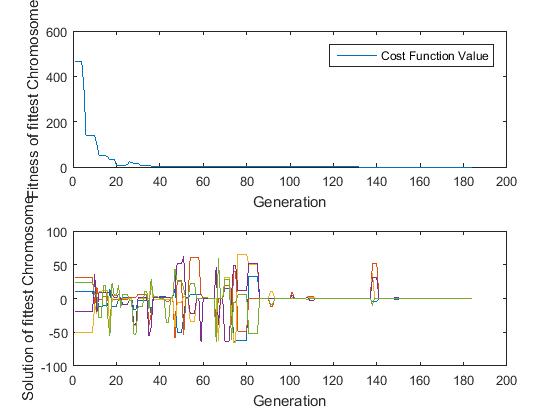 600
400
200
0
Fitness of fittest Chromosome
Cost Function Value
0 20 40 60 80 100 120 140 160 180 200
Generation
100
50
0
-50
-100
Solution of fittest Chromosome
0 20 40 60 80 100 120 140 160 180 200
Generation